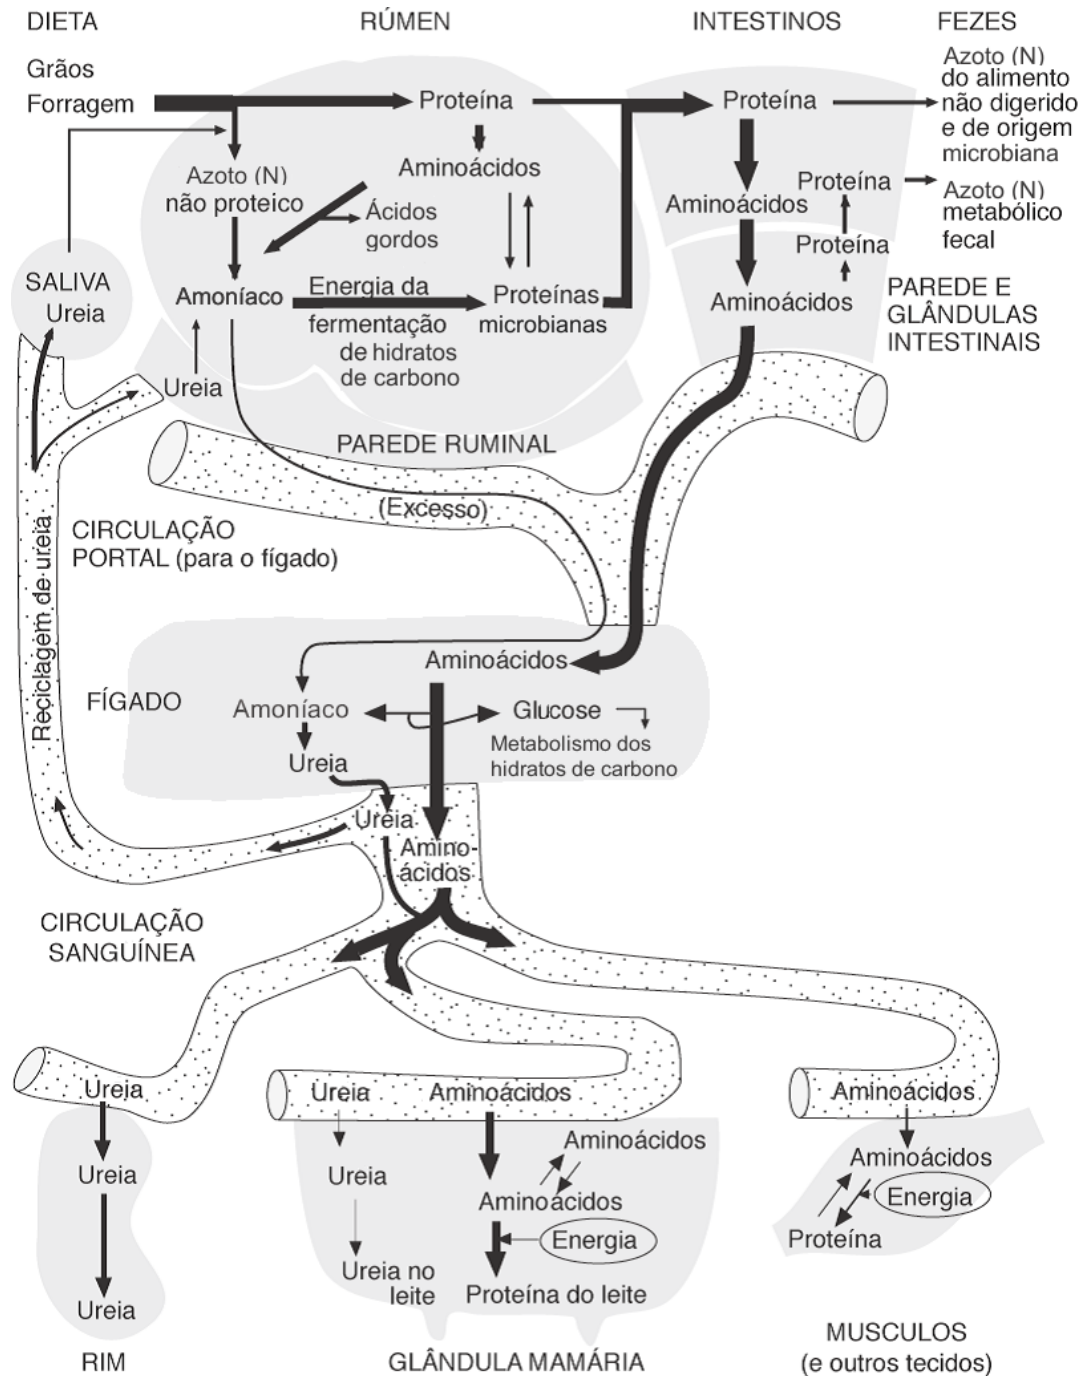 DIETA
RÚMEN
INTESTINOS
FEZES
Grãos
Forragem
Proteína
Proteína
Azoto (N)
do alimento
não digerido
e de origem
microbiana
Azoto (N)
não proteico
Aminoácidos
Ácidos
gordos
Aminoácidos
Proteína
Proteína
Azoto (N)
metabólico
fecal
SALIVA
Ureia
Amoníaco
Energia da
fermentação
de hidratos
de carbono
Proteínas
microbianas
Aminoácidos
PAREDE E
GLÂNDULAS
INTESTINAIS
Ureia
PAREDE RUMINAL
(Excesso)
CIRCULAÇÃO
PORTAL (para o fígado)
Reciclagem de ureia
FÍGADO
Aminoácidos
Amoníaco
Glucose
Ureia
Metabolismo dos
hidratos de carbono
Ureia
Amino-
ácidos
CIRCULAÇÃO
SANGUÍNEA
Ureia
Ureia
Ureia
RIM
Ureia
Aminoácidos
Ureia
Aminoácidos
Aminoácidos
Energia
Ureia no
leite
Proteína do leite
GLÂNDULA MAMÁRIA
Aminoácidos
Aminoácidos
Energia
Proteína
MUSCULOS
(e outros tecidos)